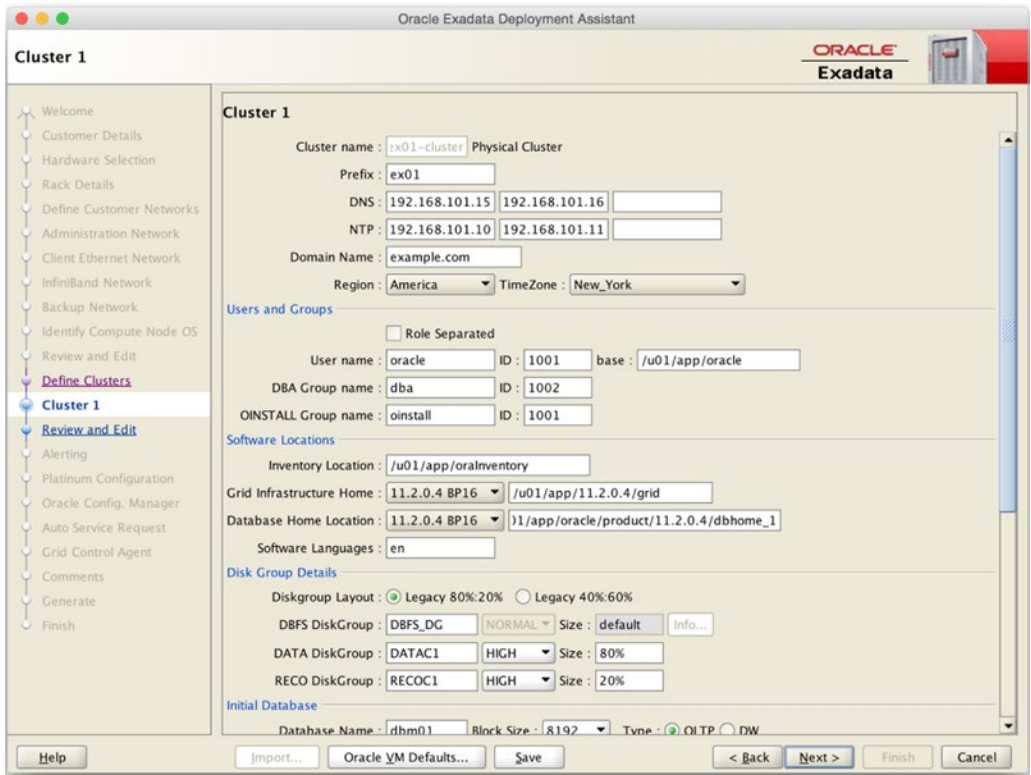 Oracle Exadata Deployment Assistant
Cluster 1
ORACLE
Exadata
Welcome
Customer Details
Hardware Selection
Rack Details
Define Customer Networks
Administration Network
Client Ethernet Network
InfiniBand Network
Backup Network
Identify Compute Node OS
Review and Edit
Define Clusters
Cluster 1
Review and Edit
Alerting
Platinum Configuration
Oracle Config. Manager
Auto Service Request
Grid Control Agent
Comments
Generate
Finish
Cluster 1
Cluster name : x01-cluster Physical Cluster
Prefix : ex01
DNS : 192.168.101.15 192.168.101.16
NTP : 192.168.101.10 192.168.101.11
Domain Name : example.com
Region : America TimeZone : New_York
Users and Groups
Role Separated
User name : oracle ID : 1001 base : /u01/app/oracle
DBA Group name : dba ID : 1002
OINSTALL Group name : oinstall ID : 1001
Software Locations
Inventory Location : /u01/app/oraInventory
Grid Infrastructure Home : 11.2.0.4 BP16 /u01/app/11.2.0.4/grid
Database Home Location : 11.2.0.4 BP16 1/app/oracle/product/11.2.0.4/dbhome_1
Software Languages : en
Disk Group Details
Diskgroup Layout : Legacy 80%:20% Legacy 40%:60%
DBFS DiskGroup : DBFS_DG NORMAL Size : default Info...
DATA DiskGroup : DATAC1 HIGH Size : 80%
RECO DiskGroup : RECOC1 HIGH Size : 20%
Initial Database
Database Name : dbm01 Block Size : 8192 Type : OLTP DW
Help Import... Oracle VM Defaults... Save < Back Next > Finish Cancel